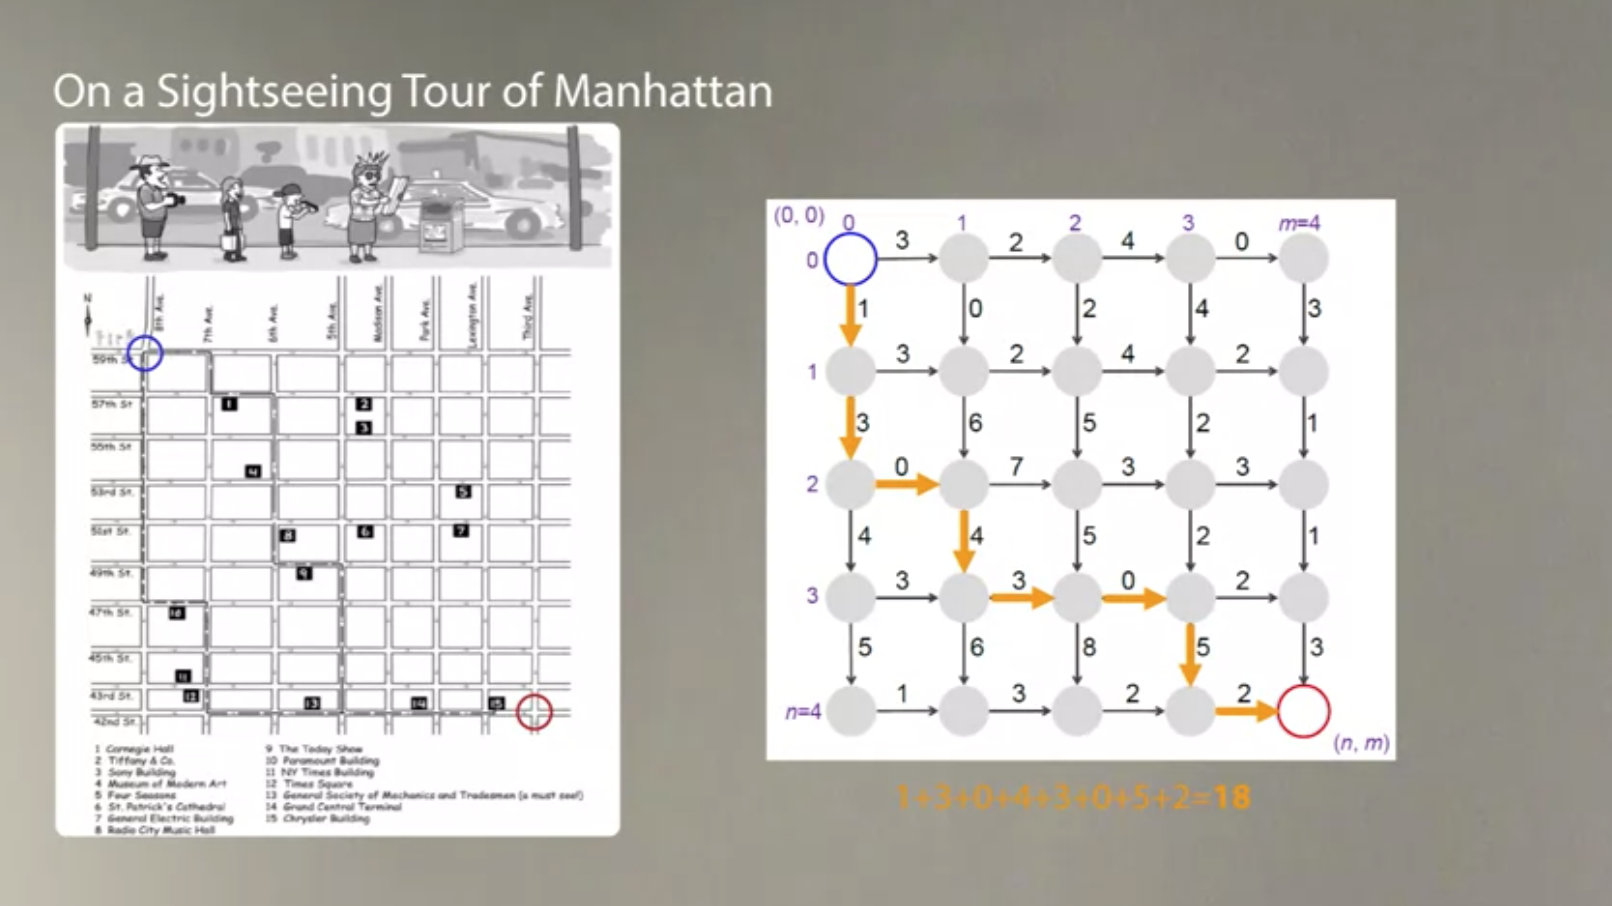 On a Sightseeing Tour of Manhattan
N
8th Ave.
7th Ave.
6th Ave.
5th Ave.
Madison Ave.
Park Ave.
Lexington Ave.
Third Ave.
59th St
57th St
1
2
3
55th St
4
53rd St.
5
51st St.
8
6
7
49th St.
9
47th St.
10
45th St.
11
43rd St.
12
13
14
15
42nd St.
1 Carnegie Hall
2 Tiffany & Co.
3 Sony Building
4 Museum of Modern Art
5 Four Seasons
6 St. Patrick's Cathedral
7 General Electric Building
8 Radio City Music Hall
9 The Today Show
10 Paramount Building
11 NY Times Building
12 Times Square
13 General Society of Mechanics and Tradesmen (a must see!)
14 Grand Central Terminal
15 Chrysler Building
(0, 0) 0 1 2 3 m=4
0 3 2 4 0
1 0 2 4 3
1 3 2 4 2
3 6 5 2 1
2 0 7 3 3
4 4 5 2 1
3 3 3 0 2
5 6 8 5 3
n=4 1 3 2 2
(n, m)
1+3+0+4+3+0+5+2=18